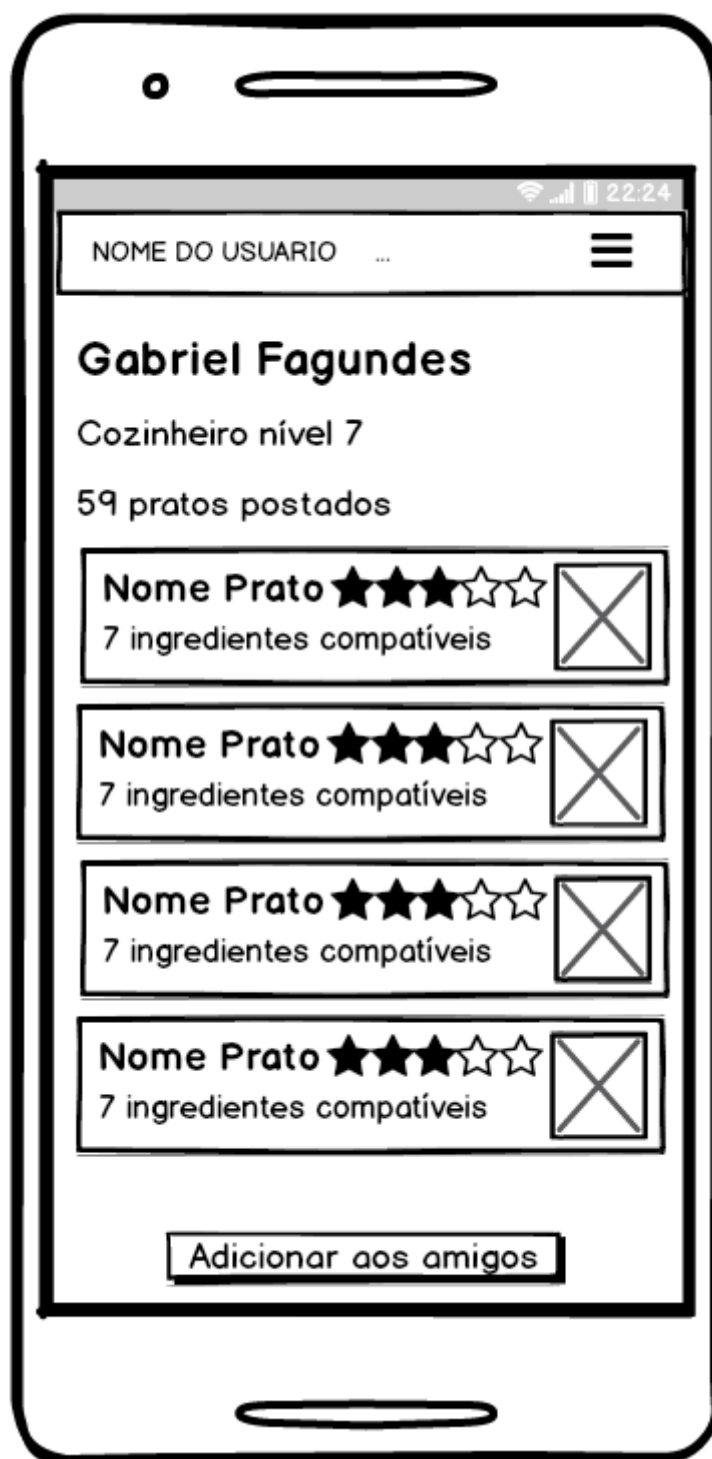 22:24
NOME DO USUARIO ...
Gabriel Fagundes
Cozinheiro nível 7
59 pratos postados
Nome Prato
7 ingredientes compatíveis
Nome Prato
7 ingredientes compatíveis
Nome Prato
7 ingredientes compatíveis
Nome Prato
7 ingredientes compatíveis
Adicionar aos amigos